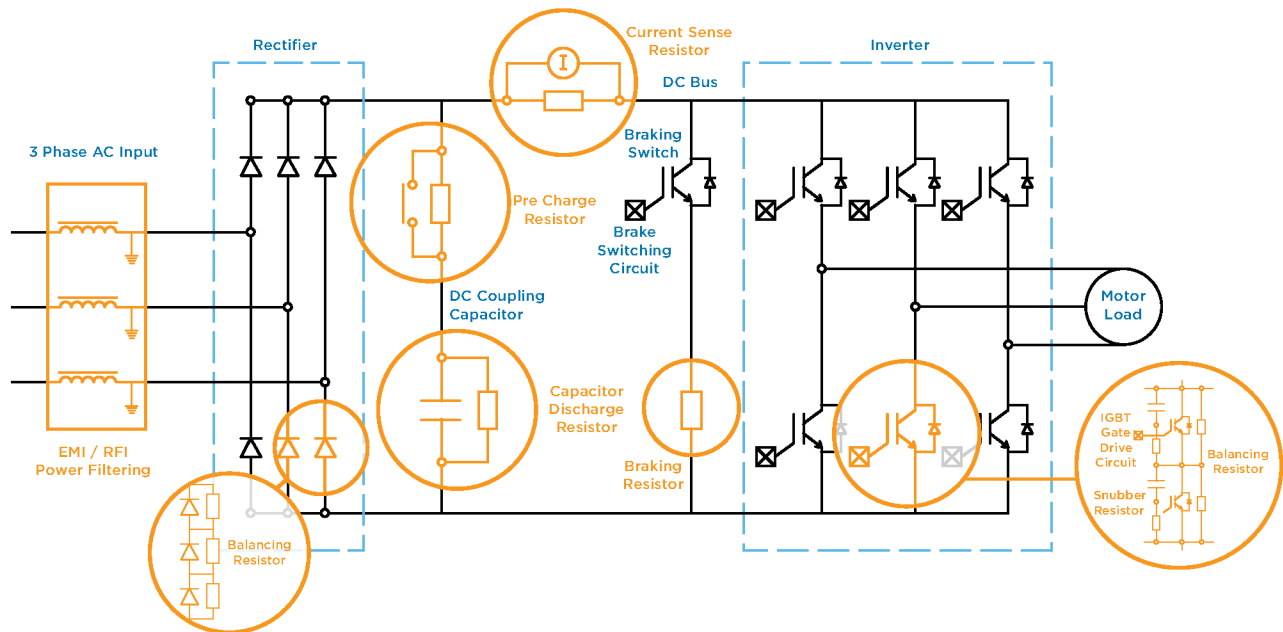 Rectifier
Current Sense
Resistor
I
Inverter
DC Bus
3 Phase AC Input
Braking
Switch
Pre Charge
Resistor
Brake
Switching
Circuit
DC Coupling
Capacitor
Motor
Load
Capacitor
Discharge
Resistor
EMI / RFI
Power Filtering
Braking
Resistor
IGBT
Gate
Drive
Circuit
Balancing
Resistor
Snubber
Resistor
Balancing
Resistor